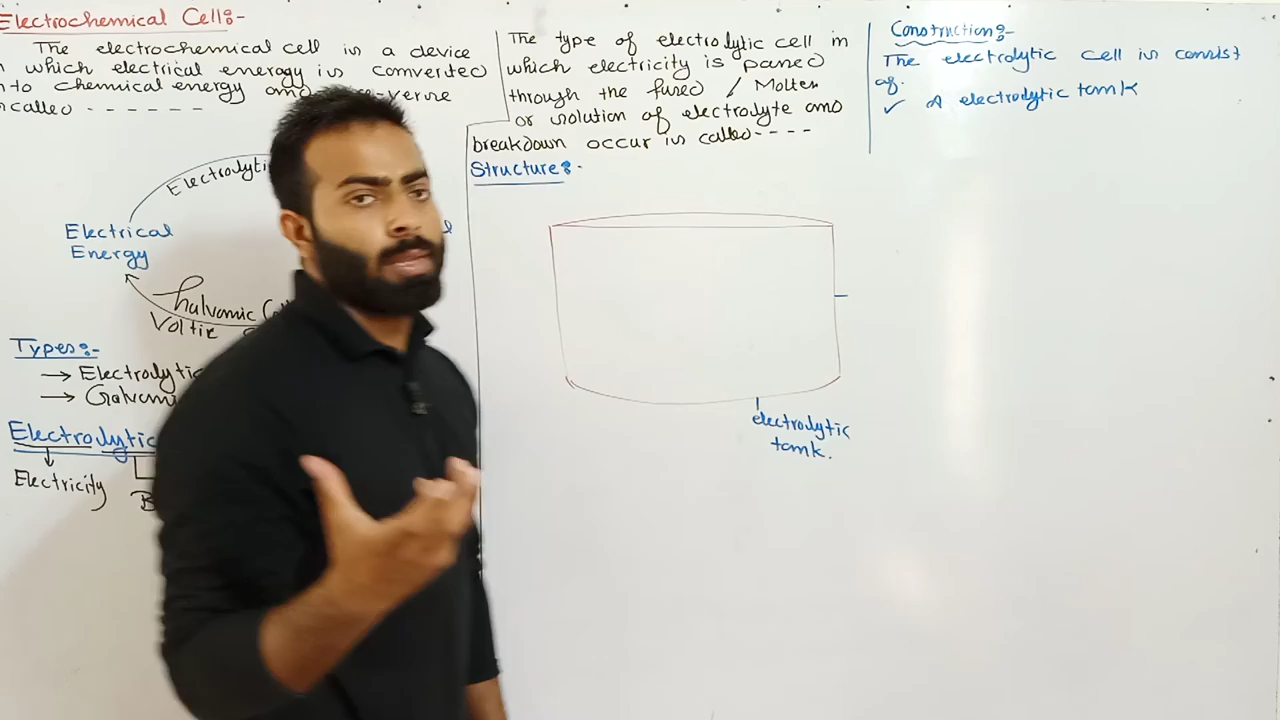 Electrochemical Cell:-
The electrochemical cell is a device
in which electrical energy is converted
into chemical energy and
is called - - - - - -
Electrolytic
Electrical
Energy
Galvanic Ce
Voltic
Types:-
→ Electrolytic
→ Galvanic
Electrolytic
Electricity
B
The type of electrolytic cell in
which electricity is passed
through the fused / Molten
or solution of electrolyte and
breakdown occur is called - - - -
Structure:-
electrolytic
tank.
Construction:-
The electrolytic cell is consist
of.
✓ A electrolytic tank